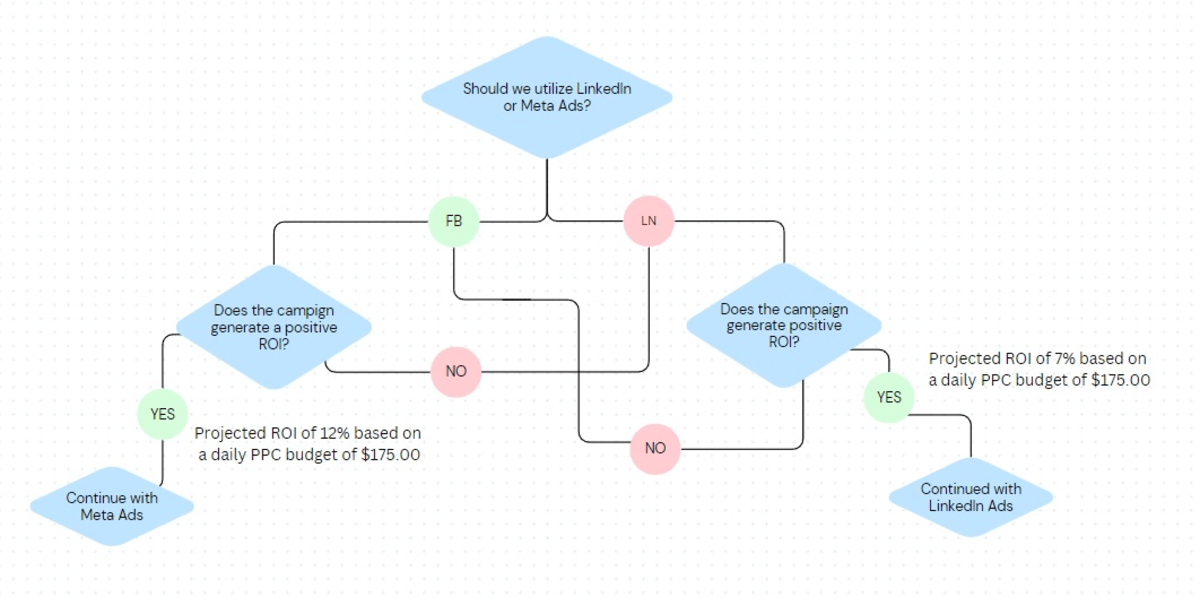 Should we utilize LinkedIn
or Meta Ads?
FB
LN
Does the campign
generate a positive
ROI?
Does the campaign
generate positive
ROI?
NO
Projected ROI of 7% based on
a daily PPC budget of $175.00
YES
YES
Projected ROI of 12% based on
a daily PPC budget of $175.00
NO
Continue with
Meta Ads
Continued with
LinkedIn Ads